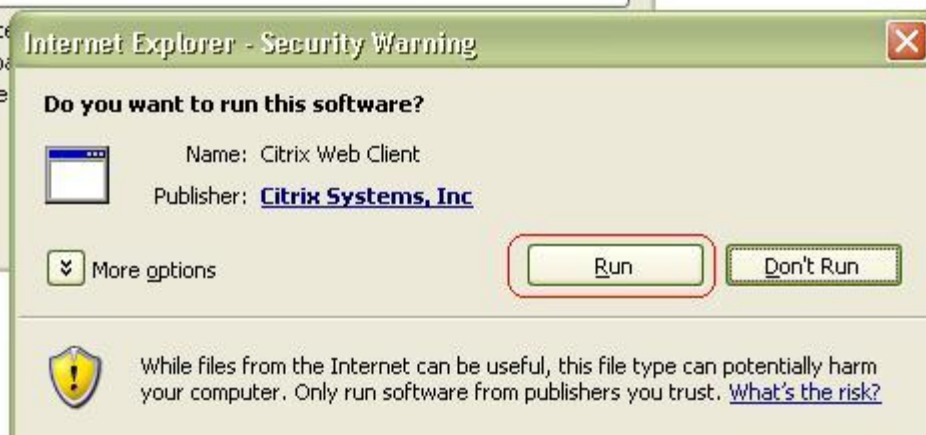 Internet Explorer - Security Warning
Do you want to run this software?
Name: Citrix Web Client
Publisher: Citrix Systems, Inc
More options
Run
Don't Run
While files from the Internet can be useful, this file type can potentially harm
your computer. Only run software from publishers you trust. What's the risk?